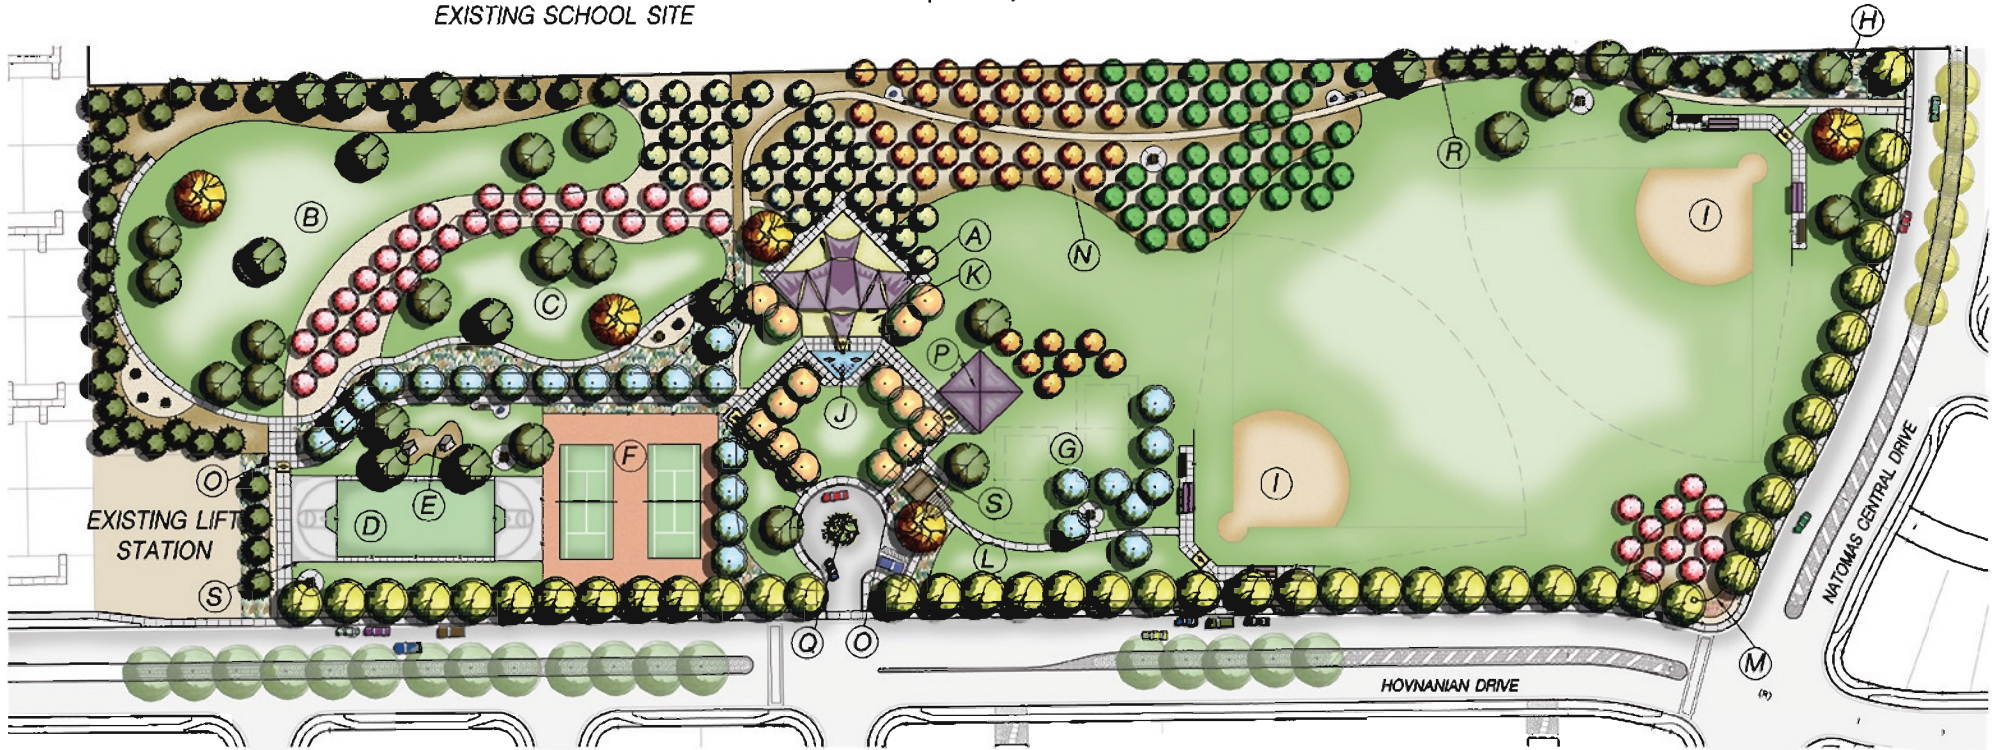 EXISTING SCHOOL SITE
H
R
B
I
A
N
K
C
P
J
F
G
O
E
I
D
S
EXISTING LIFT
STATION
L
S
NATOMAS CENTRAL DRIVE
Q
O
M
(R)
HOVNANIAN DRIVE